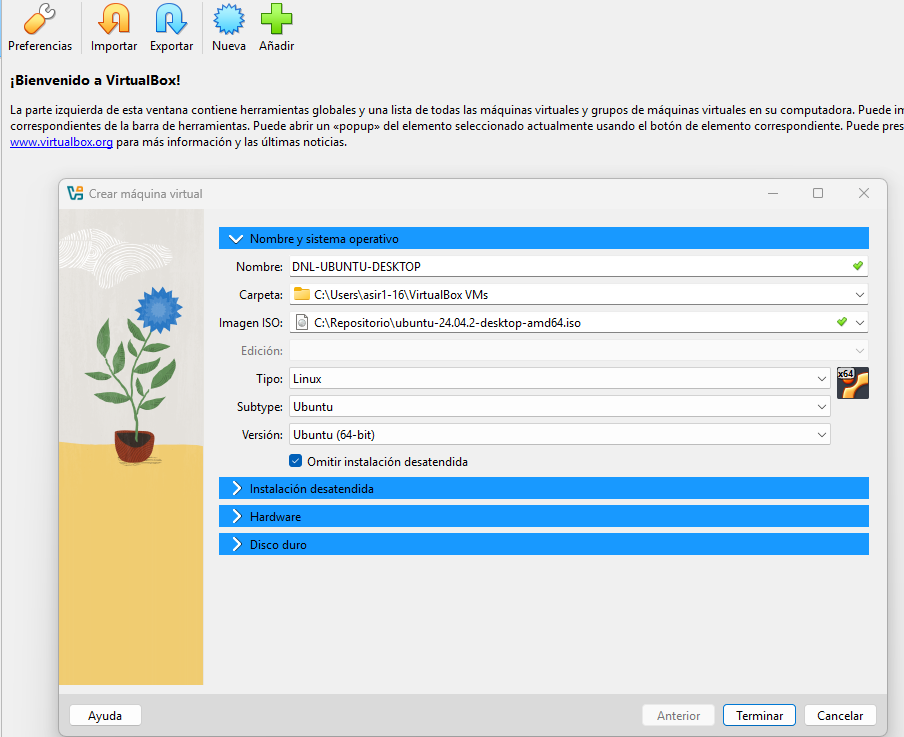 Preferencias Importar Exportar Nueva Añadir
¡Bienvenido a VirtualBox!
La parte izquierda de esta ventana contiene herramientas globales y una lista de todas las máquinas virtuales y grupos de máquinas virtuales en su computadora. Puede
correspondientes de la barra de herramientas. Puede abrir un «popup» del elemento seleccionado actualmente usando el botón de elemento correspondiente. Puede
www.virtualbox.org para más información y las últimas noticias.
Crear máquina virtual
Nombre y sistema operativo
Nombre: DNL-UBUNTU-DESKTOP
Carpeta: C:\Users\asir1-16\VirtualBox VMs
Imagen ISO: C:\Repositorio\ubuntu-24.04.2-desktop-amd64.iso
Edición:
Tipo: Linux
x64
Subtype: Ubuntu
Versión: Ubuntu (64-bit)
Omitir instalación desatendida
Instalación desatendida
Hardware
Disco duro
Ayuda Anterior Terminar Cancelar